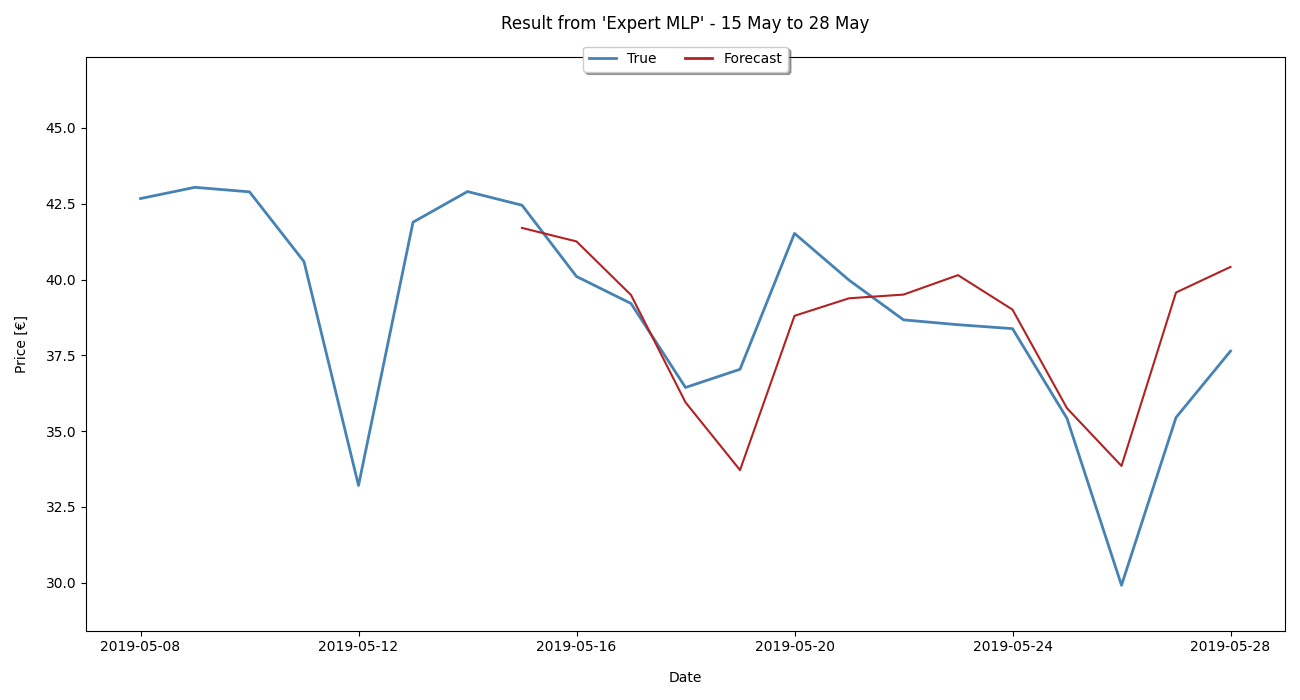 Result from 'Expert MLP' - 15 May to 28 May
True Forecast
45.0
42.5
40.0
37.5
35.0
32.5
30.0
Price [€]
2019-05-08 2019-05-12 2019-05-16 2019-05-20 2019-05-24 2019-05-28
Date